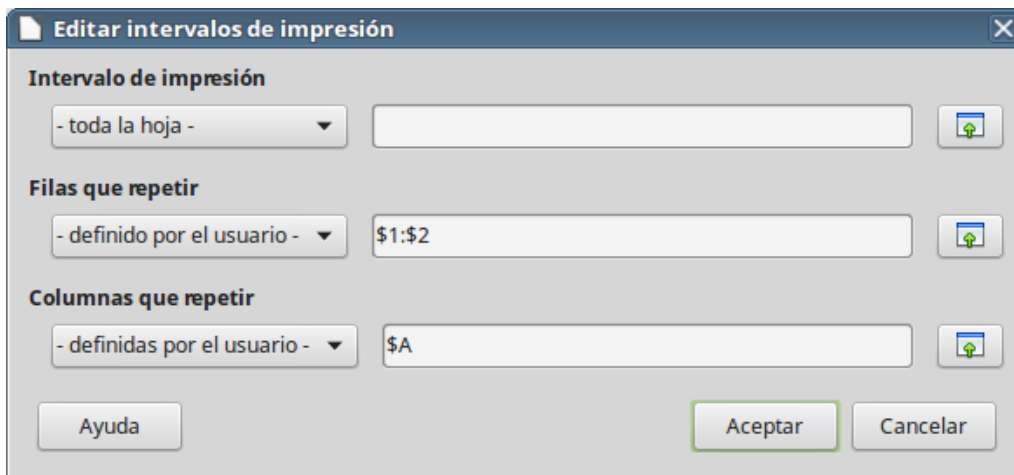 Editar intervalos de impresión
Intervalo de impresión
- toda la hoja -
Filas que repetir
- definido por el usuario - $1:$2
Columnas que repetir
- definidas por el usuario - $A
Ayuda Aceptar Cancelar